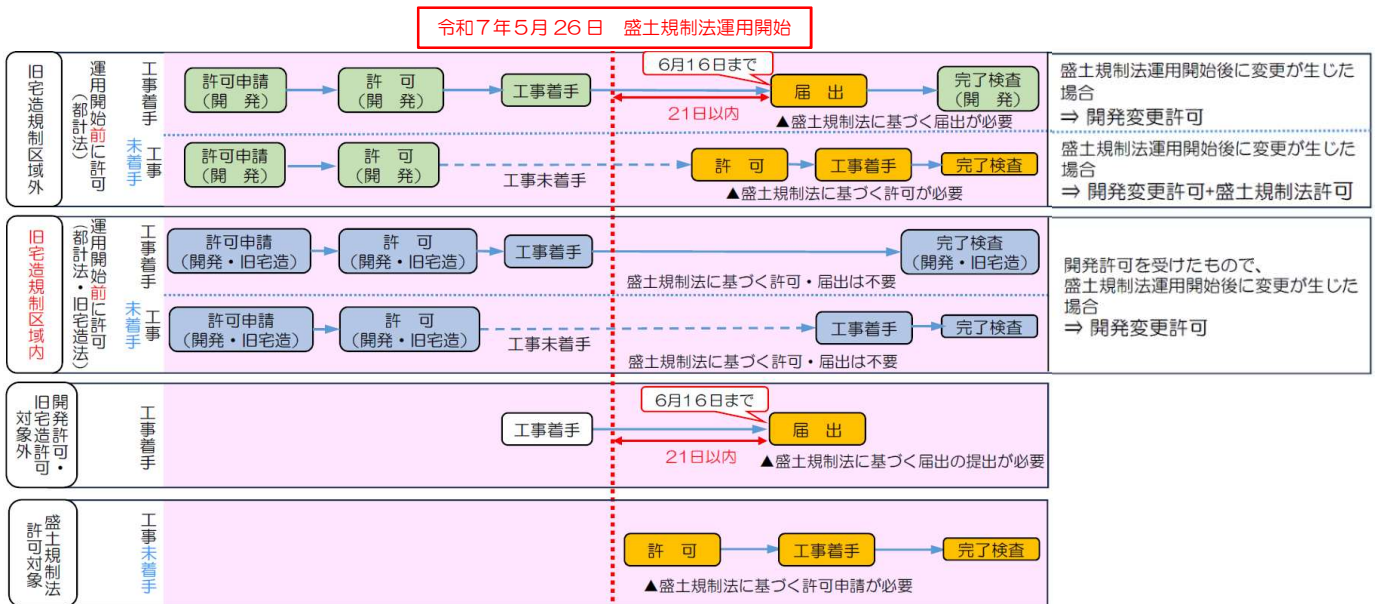 令和７年５月26日　盛土規制法運用開始
旧宅造規制区域外
運用開始前に許可
（都計法）
工事着手
許可申請
（開　発）
許　可
（開　発）
工事着手
6月16日まで
21日以内
届　出
▲盛土規制法に基づく届出が必要
完了検査
（開　発）
盛土規制法運用開始後に変更が生じた
場合
⇒ 開発変更許可
工事
未着手
許可申請
（開　発）
許　可
（開　発）
工事未着手
許　可
工事着手
完了検査
▲盛土規制法に基づく許可が必要
盛土規制法運用開始後に変更が生じた
場合
⇒ 開発変更許可+盛土規制法許可
旧宅造規制区域内
運用開始前に許可
（都計法・旧宅造法）
工事着手
許可申請
（開発・旧宅造）
許　可
（開発・旧宅造）
工事着手
完了検査
（開発・旧宅造）
盛土規制法に基づく許可・届出は不要
工事
未着手
許可申請
（開発・旧宅造）
許　可
（開発・旧宅造）
工事未着手
工事着手
完了検査
盛土規制法に基づく許可・届出は不要
開発許可を受けたもので、
盛土規制法運用開始後に変更が生じた
場合
⇒ 開発変更許可
開発許可・
旧宅造許可
対象外
工事着手
工事着手
6月16日まで
21日以内
届　出
▲盛土規制法に基づく届出の提出が必要
盛土規制法
許可対象
工事未着手
許　可
工事着手
完了検査
▲盛土規制法に基づく許可申請が必要